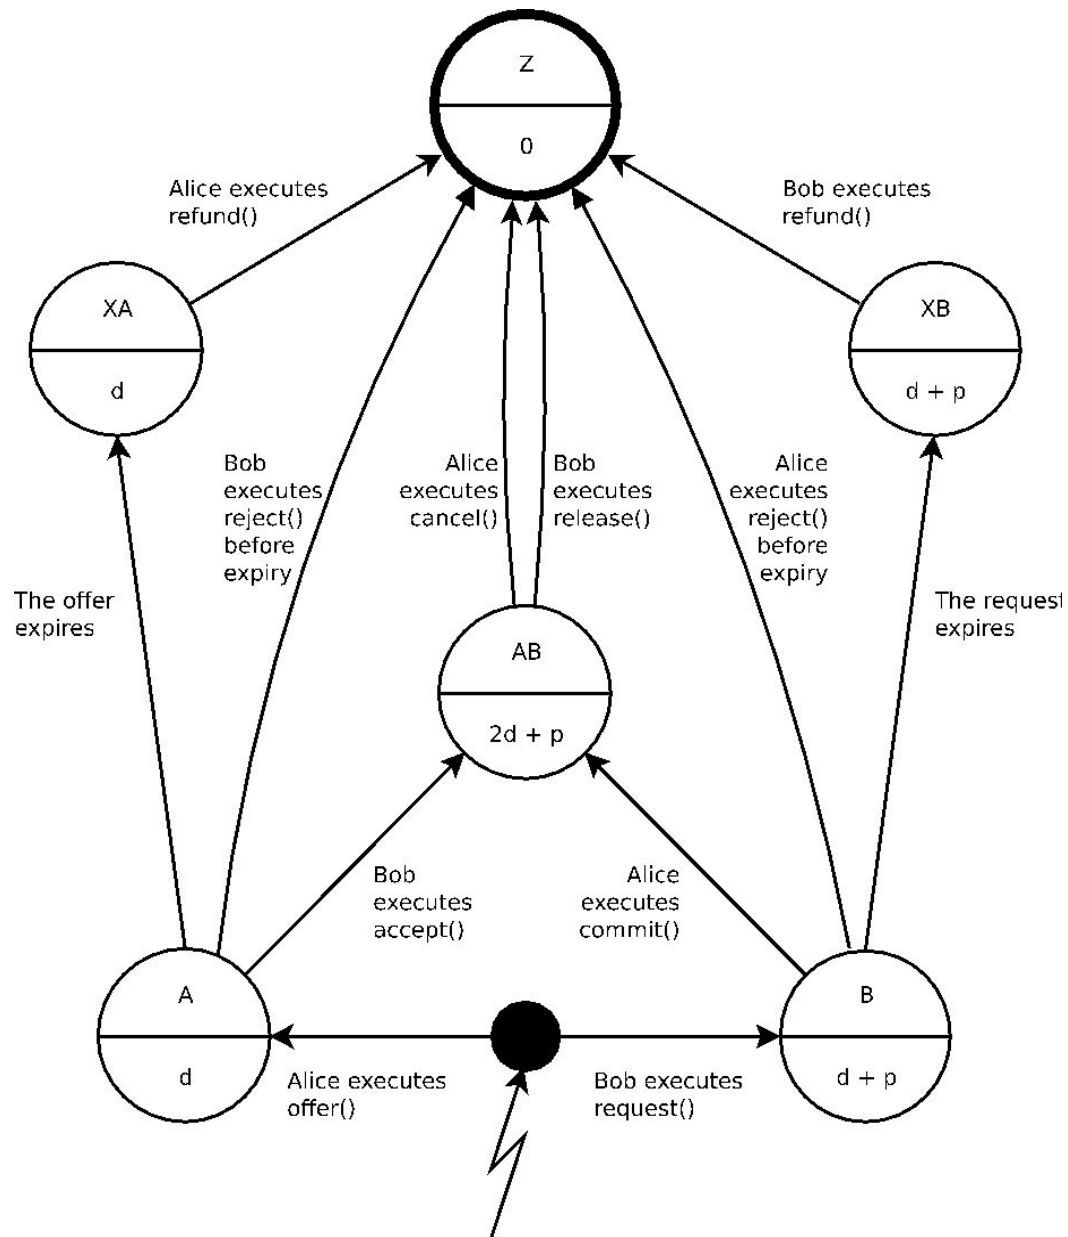 Z
0
Alice executes
refund()
Bob executes
refund()
XA
d
XB
d + p
Bob
executes
reject()
before
expiry
Alice
executes
cancel()
Bob
executes
release()
Alice
executes
reject()
before
expiry
The offer
expires
The request
expires
AB
2d + p
Bob
executes
accept()
Alice
executes
commit()
A
d
B
d + p
Alice executes
offer()
Bob executes
request()